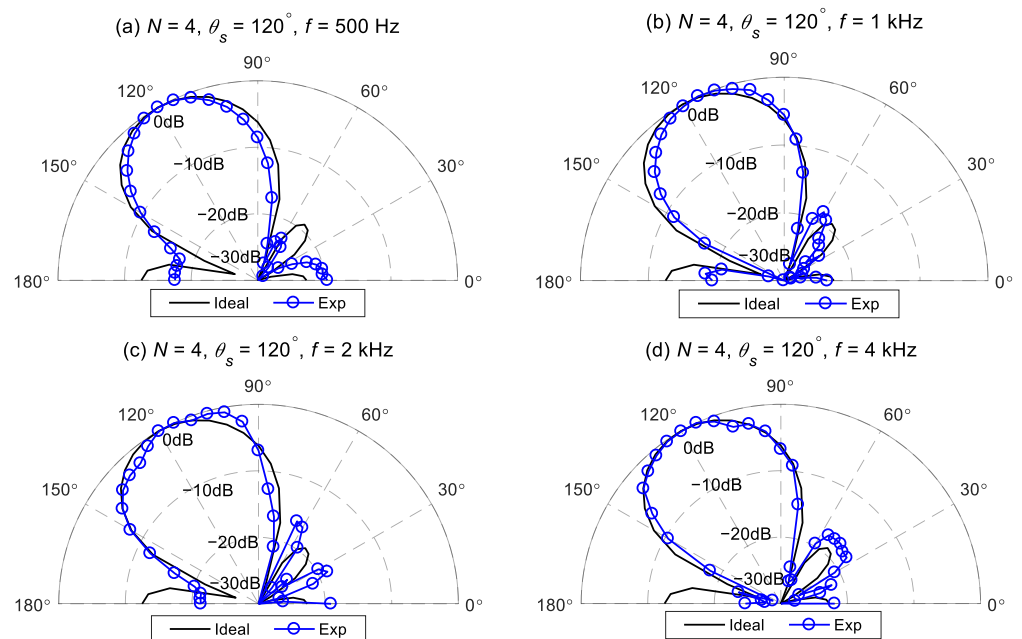 (a) N = 4, θs = 120°, f = 500 Hz
90°
120°
60°
0dB
150°
−10dB
30°
−20dB
−30dB
180°
0°
Ideal
Exp
(b) N = 4, θs = 120°, f = 1 kHz
90°
120°
60°
0dB
150°
−10dB
30°
−20dB
−30dB
180°
0°
Ideal
Exp
(c) N = 4, θs = 120°, f = 2 kHz
90°
120°
60°
0dB
150°
−10dB
30°
−20dB
−30dB
180°
0°
Ideal
Exp
(d) N = 4, θs = 120°, f = 4 kHz
90°
120°
60°
0dB
150°
−10dB
30°
−20dB
−30dB
180°
0°
Ideal
Exp